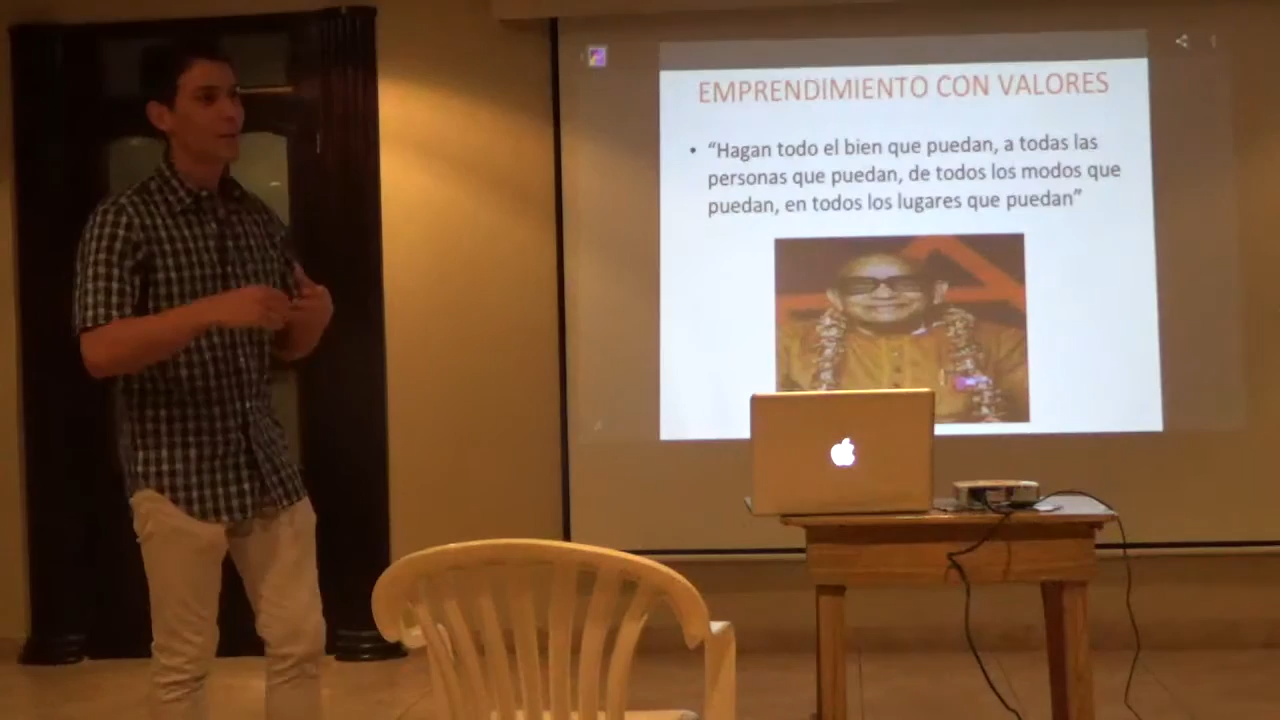 EMPRENDIMIENTO CON VALORES
• “Hagan todo el bien que puedan, a todas las
personas que puedan, de todos los modos que
puedan, en todos los lugares que puedan”